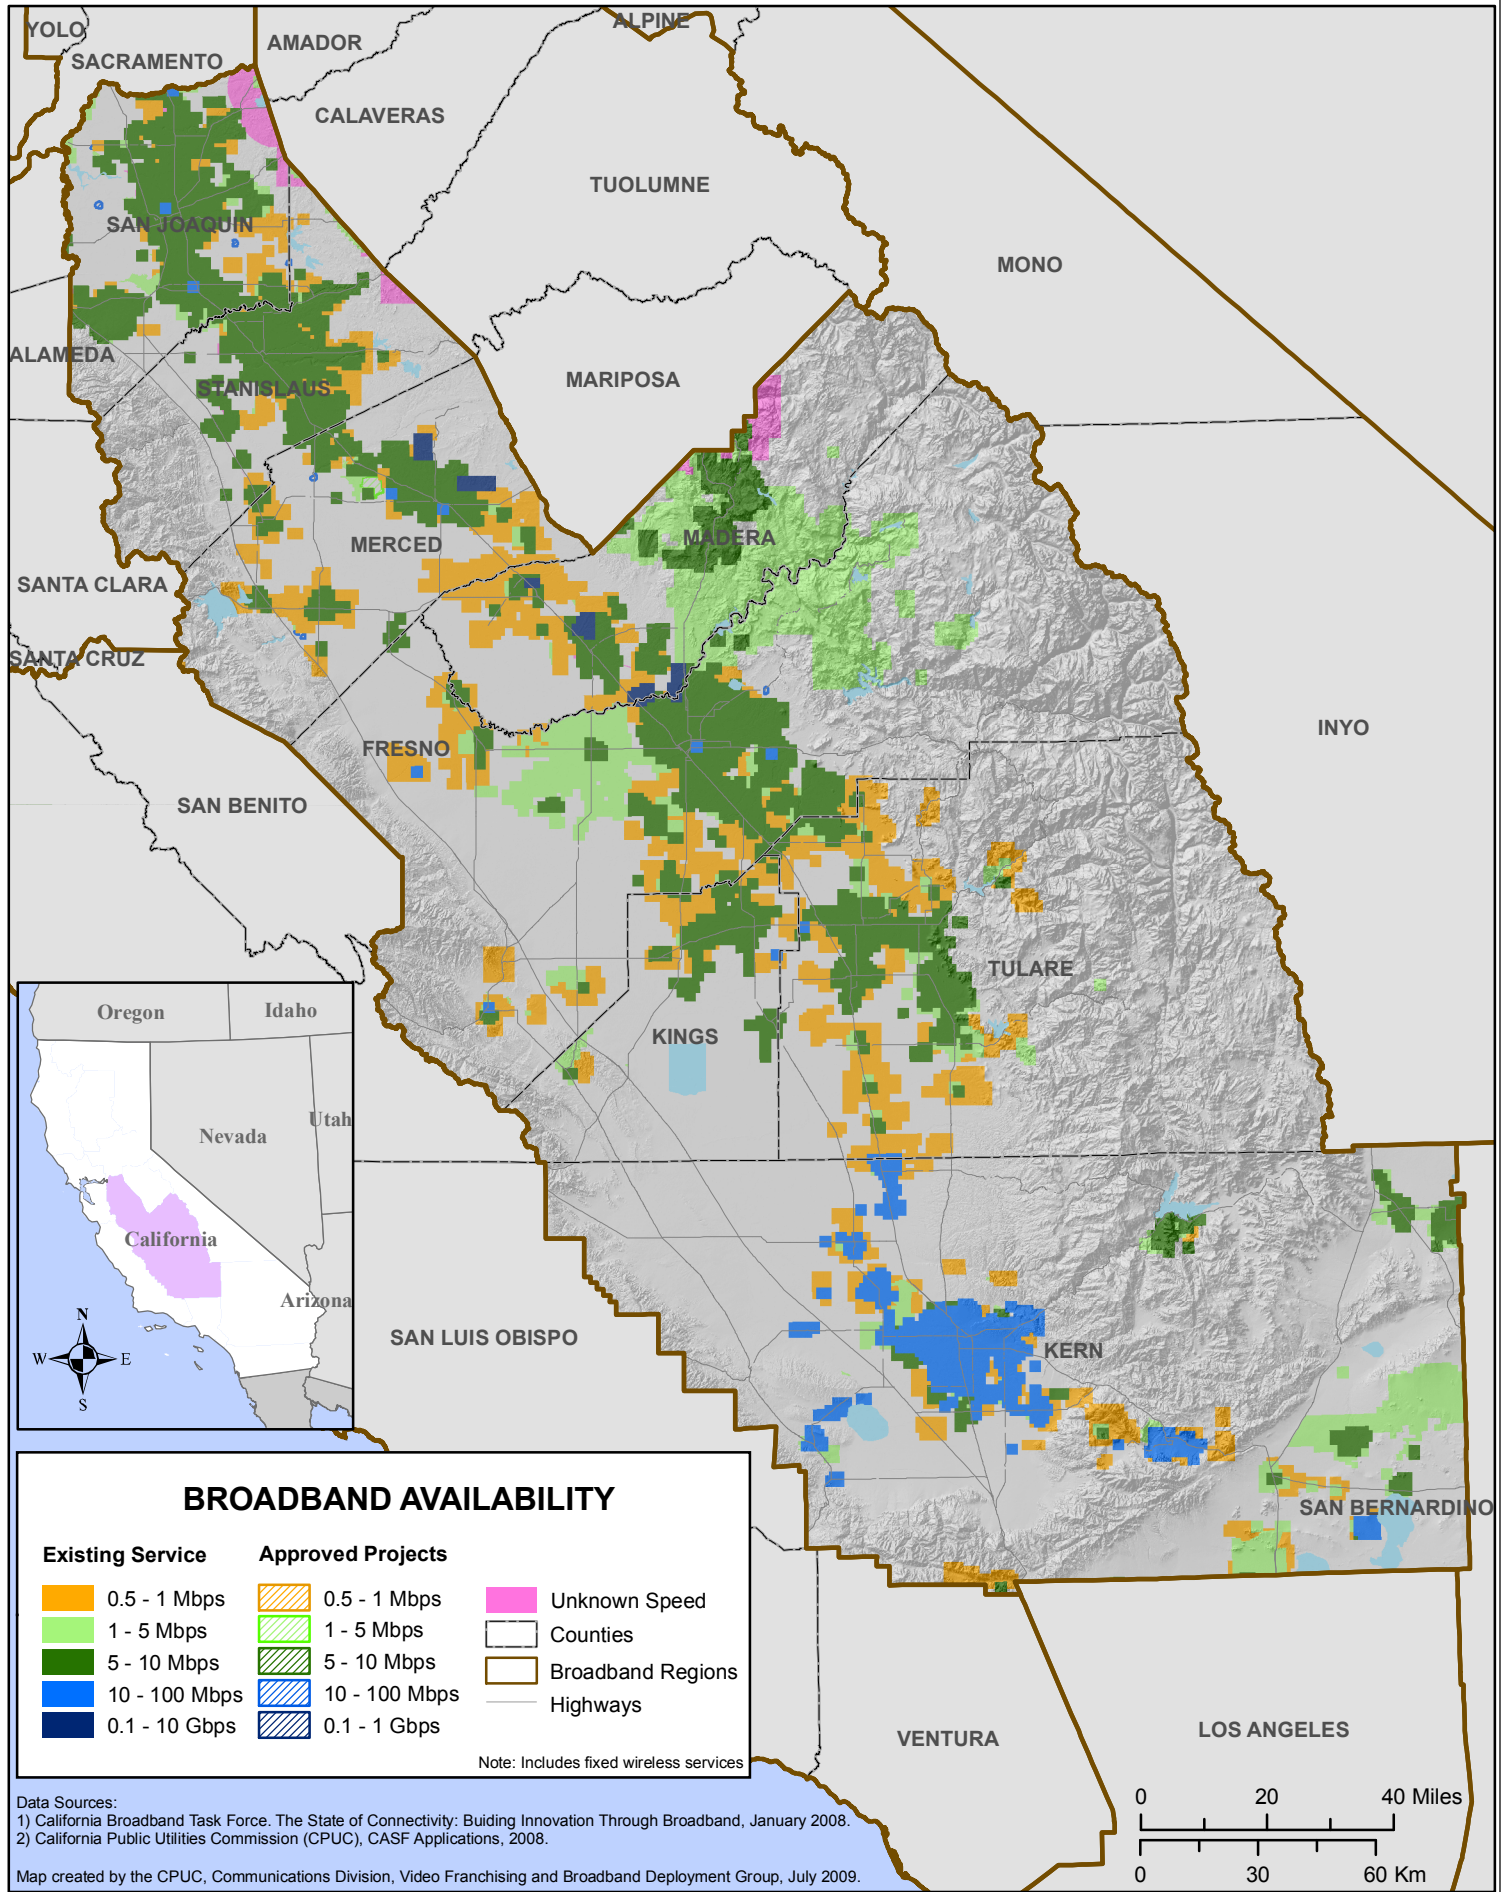 YOLO
ALPINE
AMADOR
SACRAMENTO
CALAVERAS
TUOLUMNE
SAN JOAQUIN
MONO
ALAMEDA
STANISLAUS
MARIPOSA
MADERA
MERCED
SANTA CLARA
SANTA CRUZ
INYO
FRESNO
SAN BENITO
TULARE
KINGS
Oregon
Idaho
Utah
Nevada
California
Arizona
N
W
E
S
SAN LUIS OBISPO
KERN
SAN BERNARDINO
BROADBAND AVAILABILITY
Existing Service
Approved Projects
0.5 - 1 Mbps
0.5 - 1 Mbps
Unknown Speed
1 - 5 Mbps
1 - 5 Mbps
Counties
5 - 10 Mbps
5 - 10 Mbps
Broadband Regions
10 - 100 Mbps
10 - 100 Mbps
Highways
0.1 - 10 Gbps
0.1 - 1 Gbps
Note: Includes fixed wireless services
VENTURA
LOS ANGELES
0 20 40 Miles
0 30 60 Km
Data Sources:
1) California Broadband Task Force. The State of Connectivity: Buiding Innovation Through Broadband, January 2008.
2) California Public Utilities Commission (CPUC), CASF Applications, 2008.
Map created by the CPUC, Communications Division, Video Franchising and Broadband Deployment Group, July 2009.